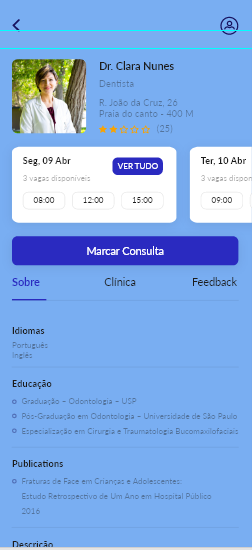 Dr. Clara Nunes
Dentista
R. João da Cruz, 26
Praia do canto - 400 M
(25)
Seg, 09 Abr
VER TUDO
3 vagas disponíveis
08:00 12:00 15:00
Ter, 10 Abr
3 vagas dispon
09:00
Marcar Consulta
Sobre Clínica Feedback
Idiomas
Português
Inglês
Educação
Graduação – Odontologia – USP
Pós-Graduação em Odontologia – Universidade de São Paulo
Especialização em Cirurgia e Traumatologia Bucomaxilofaciais
Publications
Fraturas de Face em Crianças e Adolescentes:
Estudo Retrospectivo de Um Ano em Hospital Público
2016
Descrição